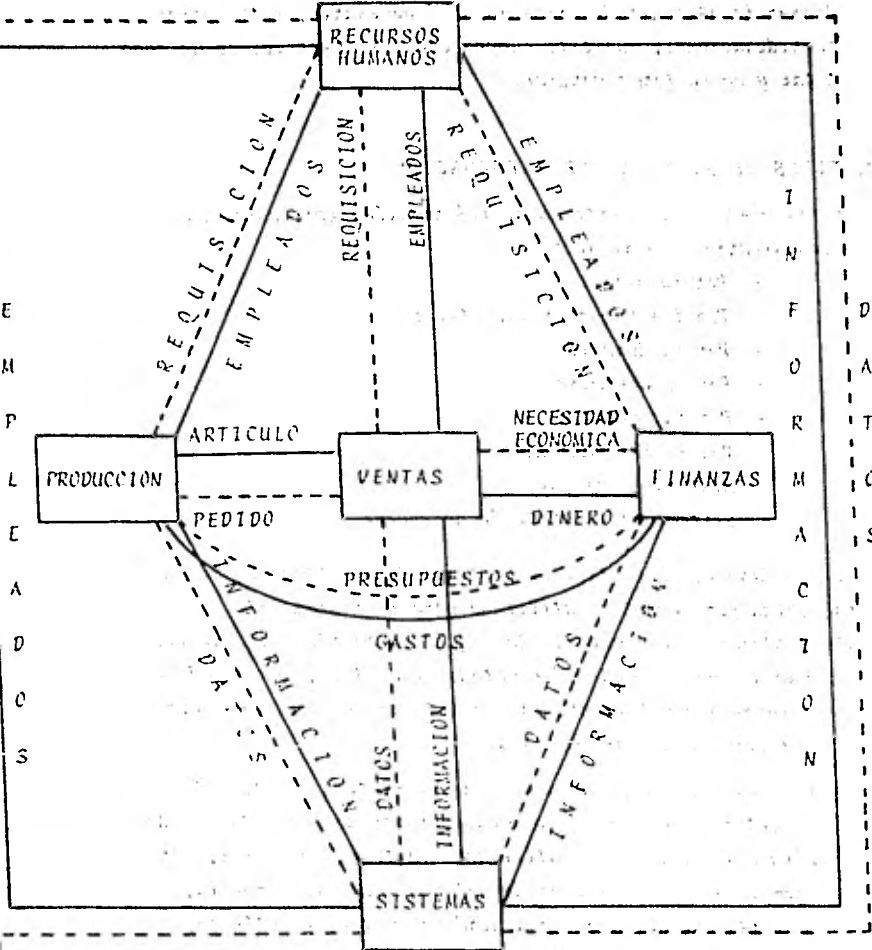 RECURSOS
HUMANOS
REQUISICION
EMPLEADOS
REQUISICION
EMPLEADOS
REQUISICION
EMPLEADOS
EMPLEADOS
INFORMACION
DATOS
ARTICULO
NECESIDAD
ECONOMICA
PRODUCCION
VENTAS
FINANZAS
PEDIDO
DINERO
PRESUPUESTOS
GASTOS
INFORMACION
DATOS
DATOS
INFORMACION
DATOS
INFORMACION
SISTEMAS